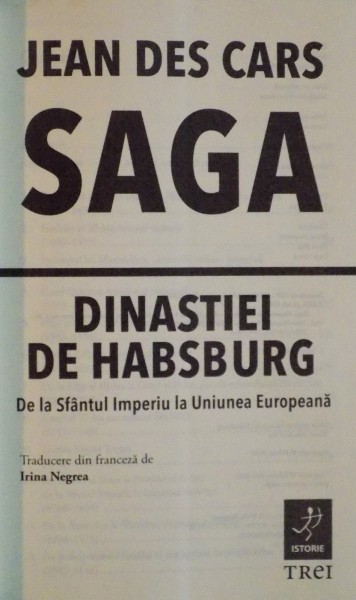 JEAN DES CARS
SAGA
DINASTIEI
DE HABSBURG
De la Sfântul Imperiu la Uniunea Europeană
Traducere din franceză de
Irina Negrea
ISTORIE
TREI